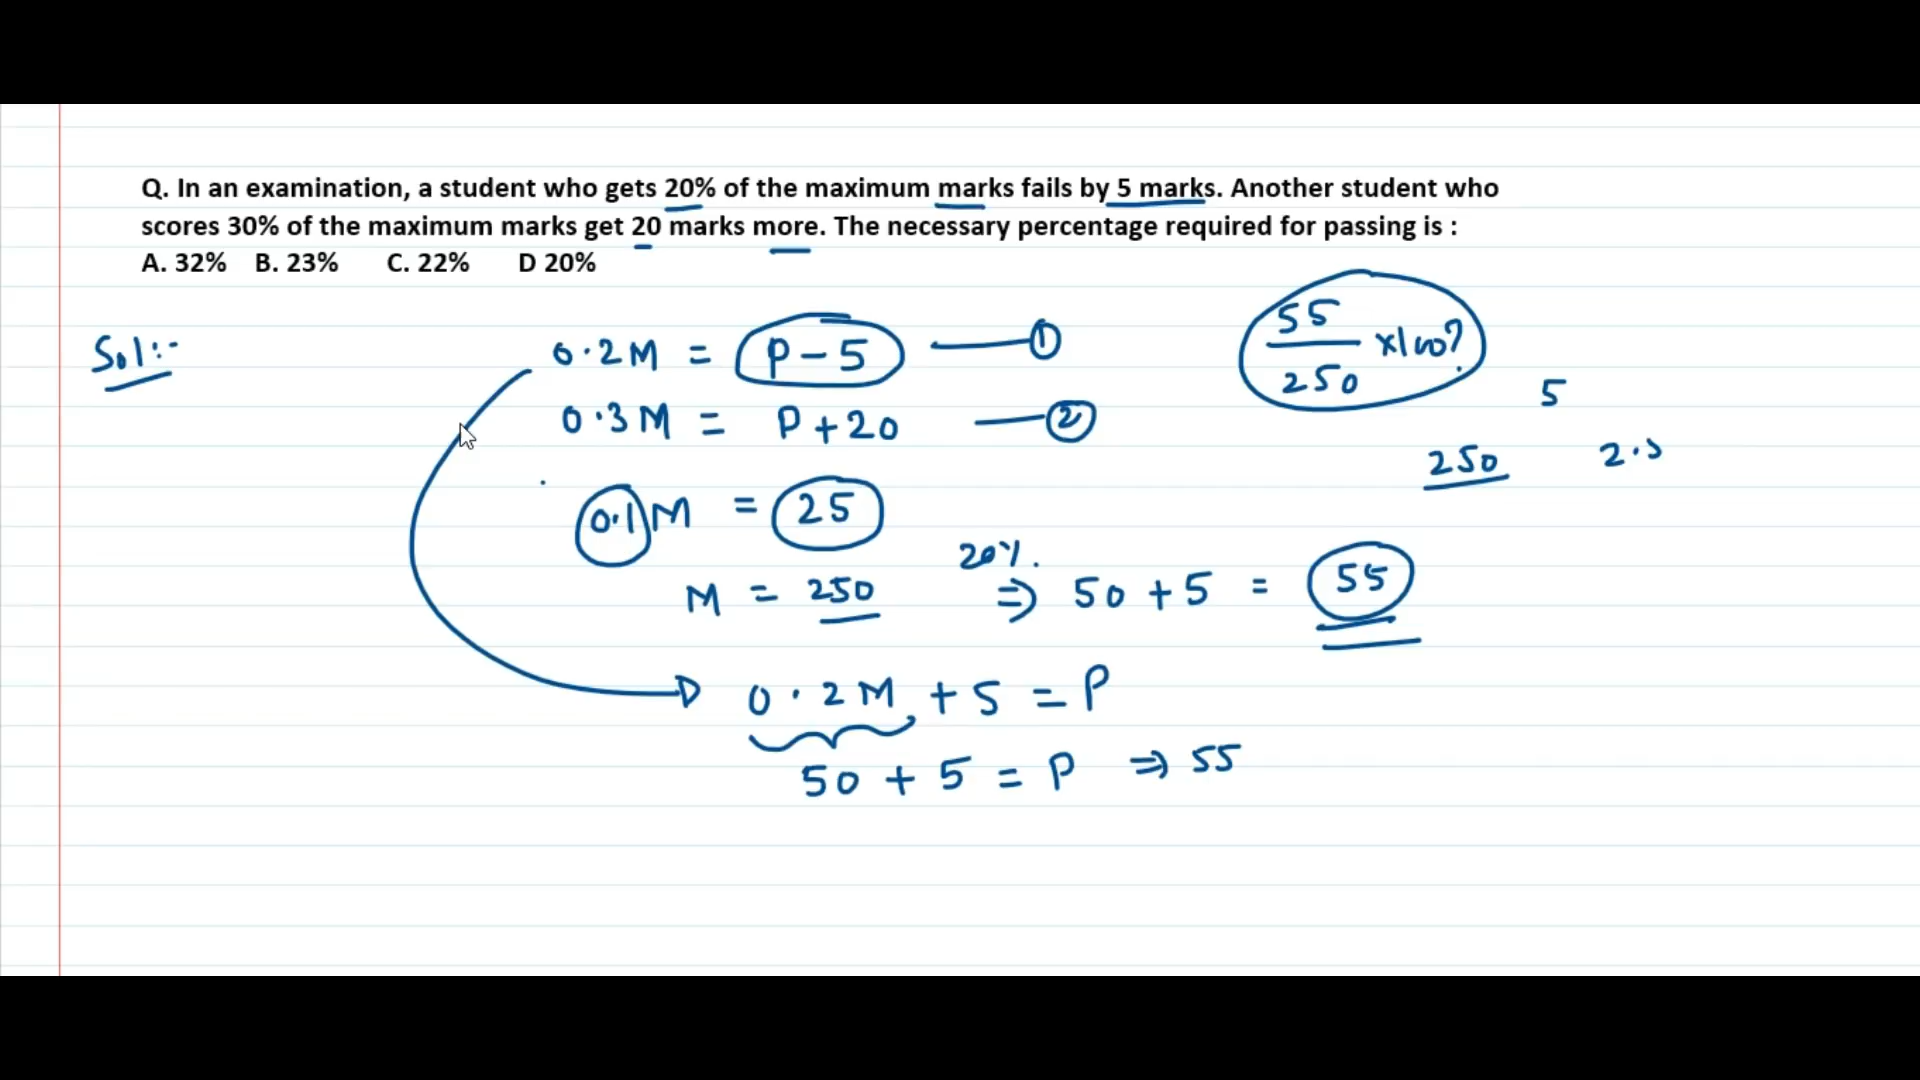 Q. In an examination, a student who gets 20% of the maximum marks fails by 5 marks. Another student who
scores 30% of the maximum marks get 20 marks more. The necessary percentage required for passing is :
A. 32% B. 23% C. 22% D 20%
Sol:-
0.2M = P-5 —①
0.3M = P+20 —②
0.1M = 25
M = 250
20%.
⇒ 50+5 = 55
0.2M + 5 = P
50 + 5 = P ⇒ 55
55
250
×100
5
250